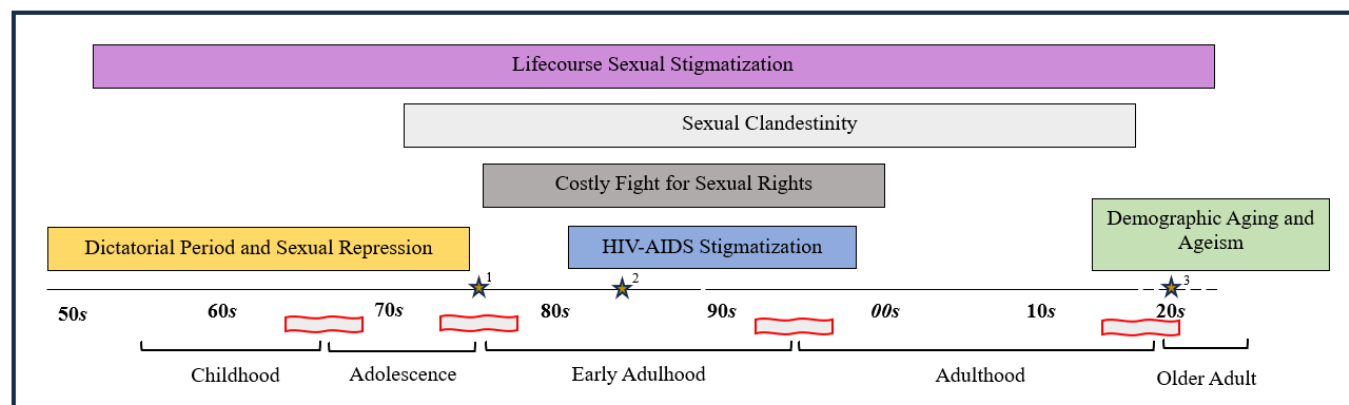 Lifecourse Sexual Stigmatization
Sexual Clandestinity
Costly Fight for Sexual Rights
Dictatorial Period and Sexual Repression
HIV-AIDS Stigmatization
Demographic Aging and
Ageism
1
2
3
50s
60s
70s
80s
90s
00s
10s
20s
Childhood
Adolescence
Early Adulhood
Adulthood
Older Adult